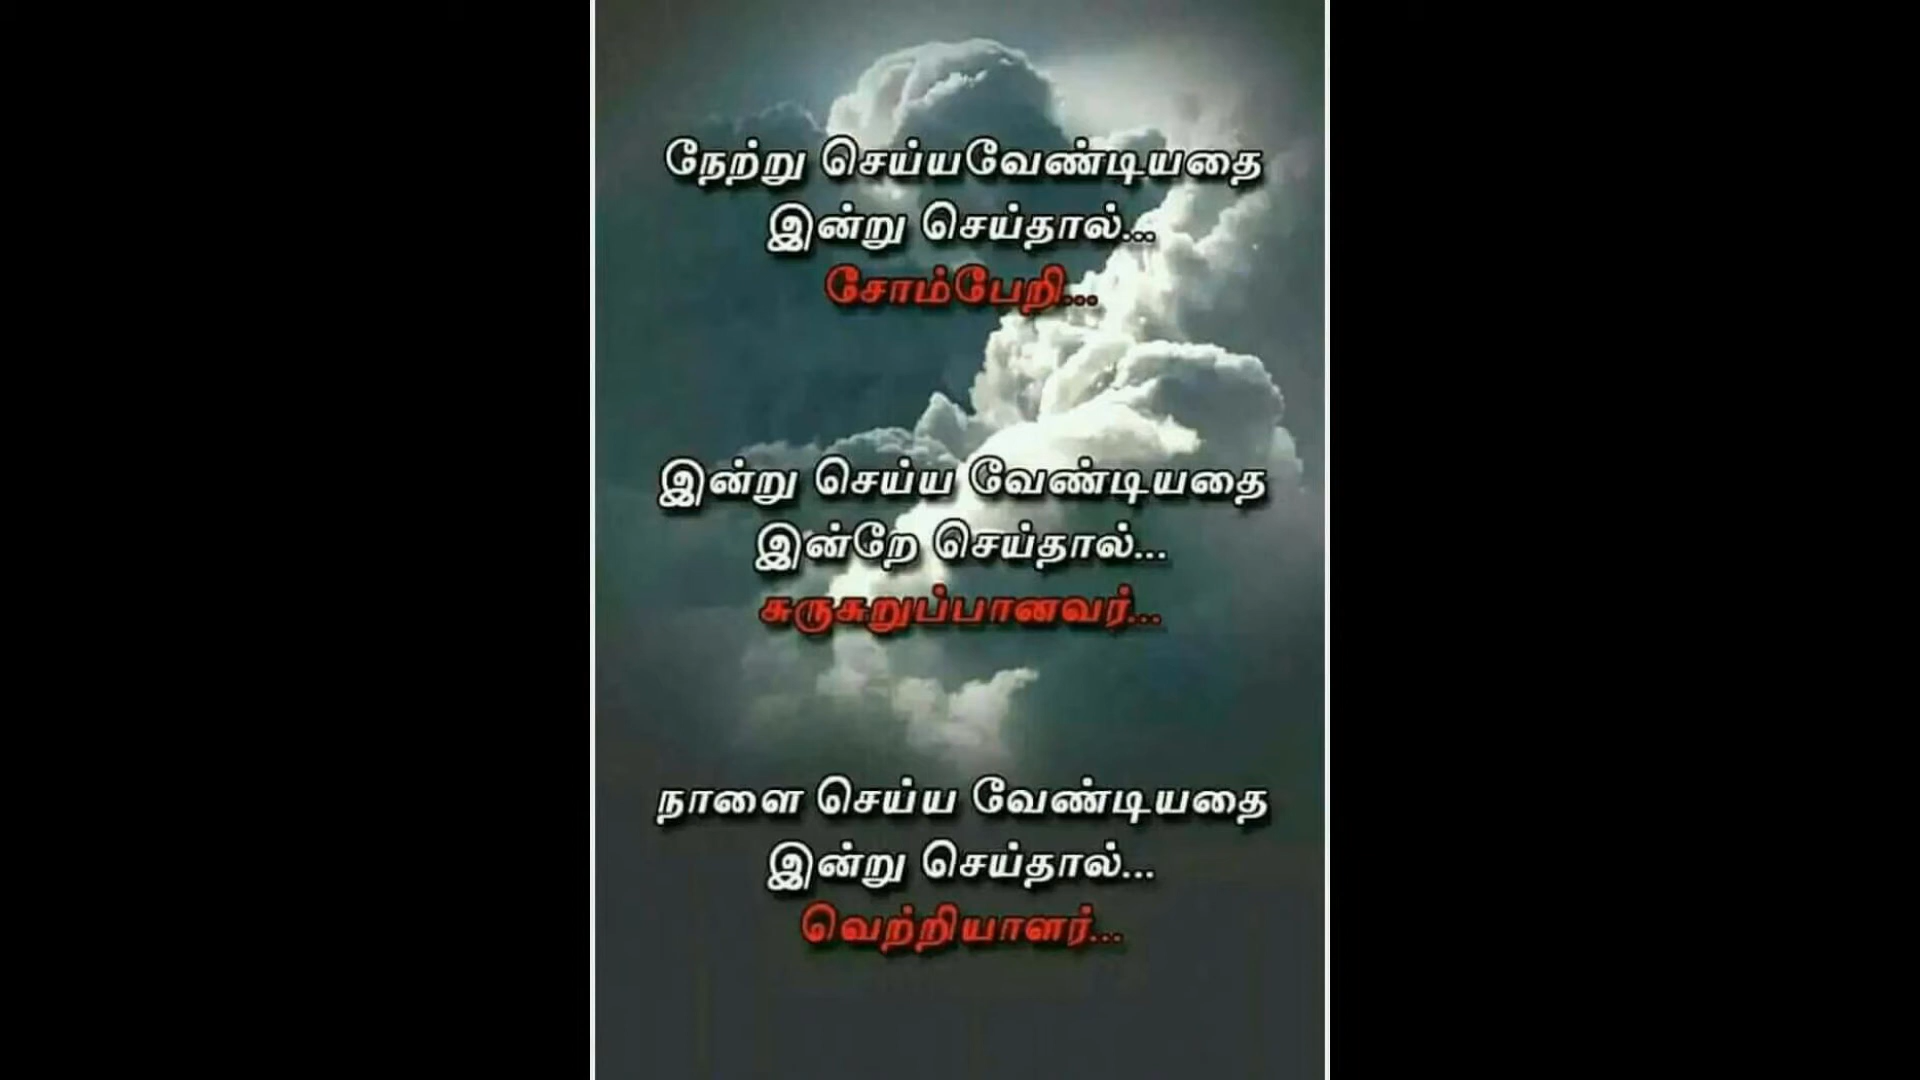 நேற்று செய்யவேண்டியதை
இன்று செய்தால்...
சோம்பேறி...
இன்று செய்ய வேண்டியதை
இன்றே செய்தால்...
சுருசுறுப்பானவர்...
நாளை செய்ய வேண்டியதை
இன்று செய்தால்...
வெற்றியாளர்...